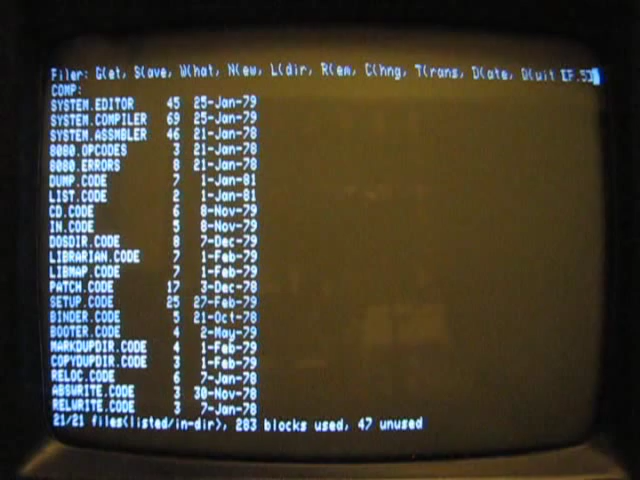 Filer: G(et, S(ave, W(hat, N(ew, L(dir, R(em, C(hng, T(rans, D(ate, Q(uit [F.5]
COMP:
SYSTEM.EDITOR 45 25-Jan-79
SYSTEM.COMPILER 69 25-Jan-79
SYSTEM.ASSMBLER 46 21-Jan-78
8080.OPCODES 3 21-Jan-78
8080.ERRORS 8 21-Jan-78
DUMP.CODE 7 1-Jan-81
LIST.CODE 2 1-Jan-81
CD.CODE 6 8-Nov-79
IN.CODE 5 8-Nov-79
DOSDIR.CODE 8 7-Dec-79
LIBRARIAN.CODE 7 1-Feb-79
LIBMAP.CODE 7 1-Feb-79
PATCH.CODE 17 3-Dec-78
SETUP.CODE 25 27-Feb-79
BINDER.CODE 5 21-Oct-78
BOOTER.CODE 4 2-May-79
MARKDUPDIR.CODE 4 1-Feb-79
COPYDUPDIR.CODE 3 1-Feb-79
RELOC.CODE 6 7-Jan-78
ABSWRITE.CODE 3 30-Nov-78
RELWRITE.CODE 3 7-Jan-78
21/21 files(listed/in-dir), 283 blocks used, 47 unused